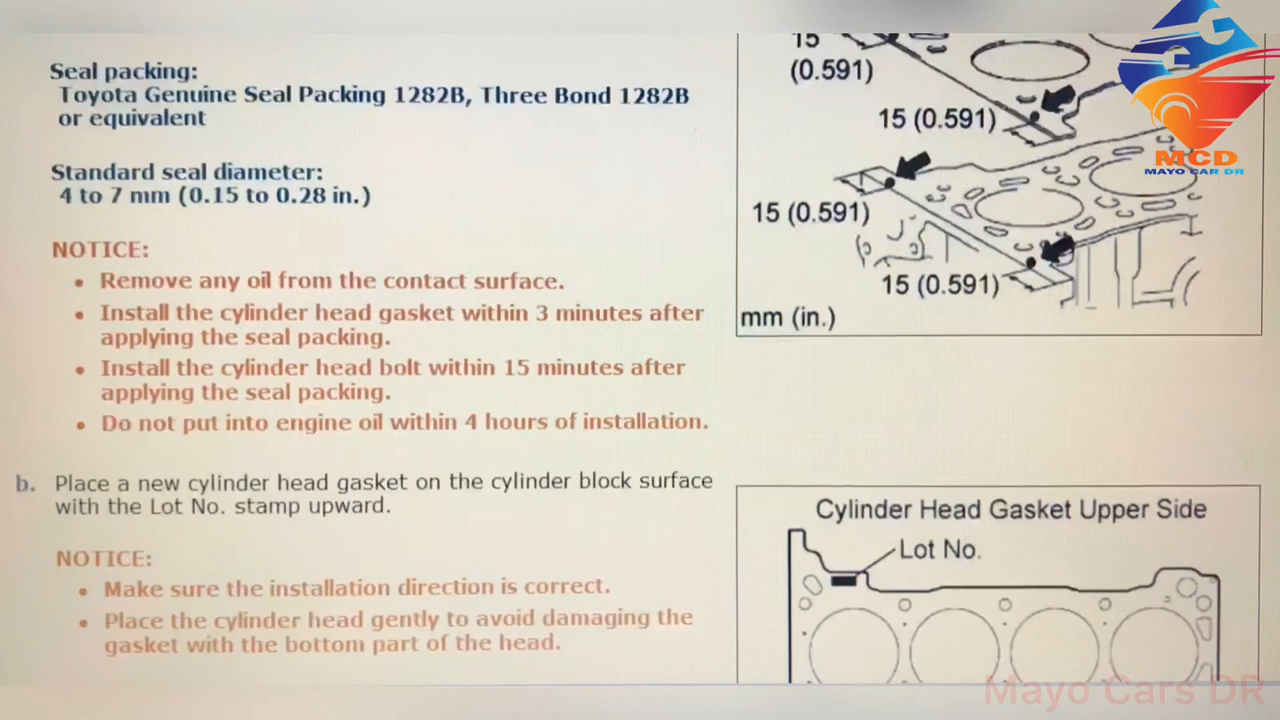 Seal packing:
Toyota Genuine Seal Packing 1282B, Three Bond 1282B
or equivalent
Standard seal diameter:
4 to 7 mm (0.15 to 0.28 in.)
NOTICE:
• Remove any oil from the contact surface.
• Install the cylinder head gasket within 3 minutes after
applying the seal packing.
• Install the cylinder head bolt within 15 minutes after
applying the seal packing.
• Do not put into engine oil within 4 hours of installation.
b. Place a new cylinder head gasket on the cylinder block surface
with the Lot No. stamp upward.
NOTICE:
• Make sure the installation direction is correct.
• Place the cylinder head gently to avoid damaging the
gasket with the bottom part of the head.
15
(0.591)
15 (0.591)
15 (0.591)
15 (0.591)
mm (in.)
Cylinder Head Gasket Upper Side
Lot No.
MCD
MAYO CAR DR
Mayo Cars DR